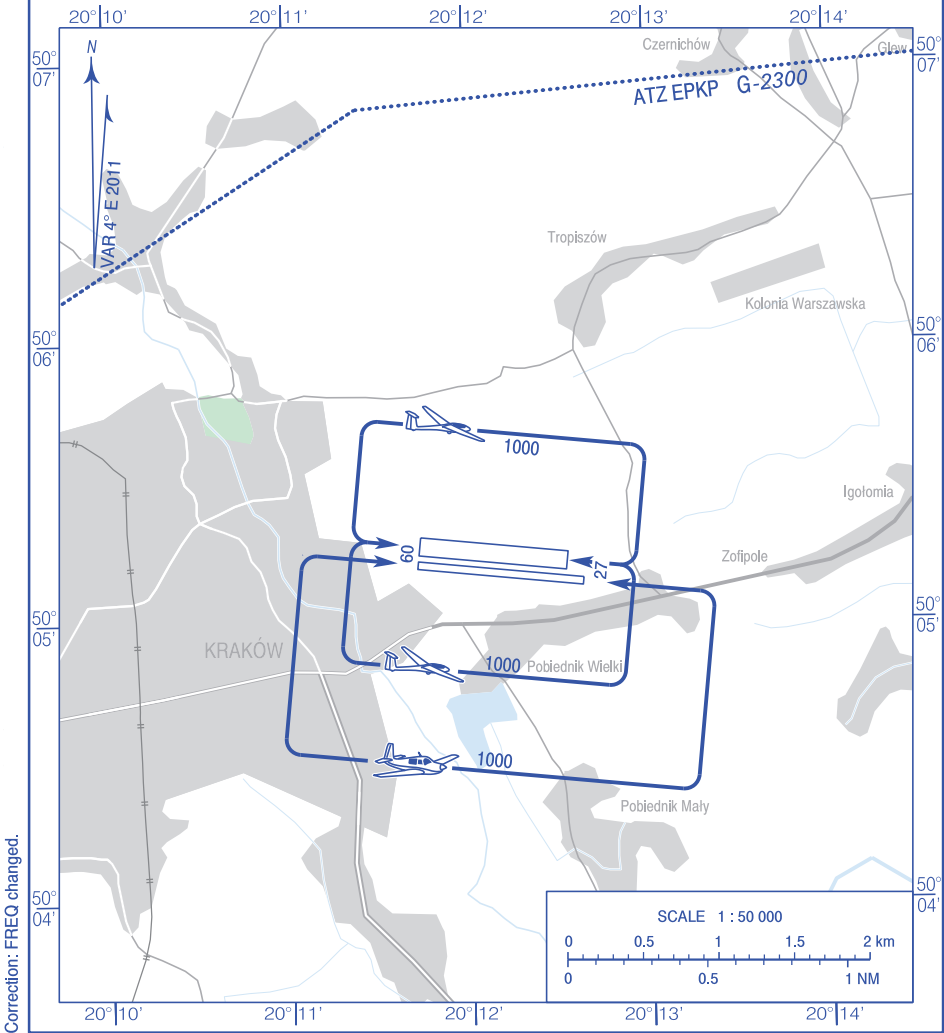 20°10' 20°11' 20°12' 20°13' 20°14'
50°
07'
50°
07'
N
VAR 4° E 2011
Czernichów
Glew
ATZ EPKP G-2300
Tropiszów
Kolonia Warszawska
50°
06'
50°
06'
1000
Igołomia
09
27
Zofipole
50°
05'
50°
05'
KRAKÓW
1000
Pobiednik Wielki
1000
Pobiednik Mały
50°
04'
50°
04'
SCALE 1 : 50 000
0 0.5 1 1.5 2 km
0 0.5 1 NM
20°10' 20°11' 20°12' 20°13' 20°14'
Correction: FREQ changed.